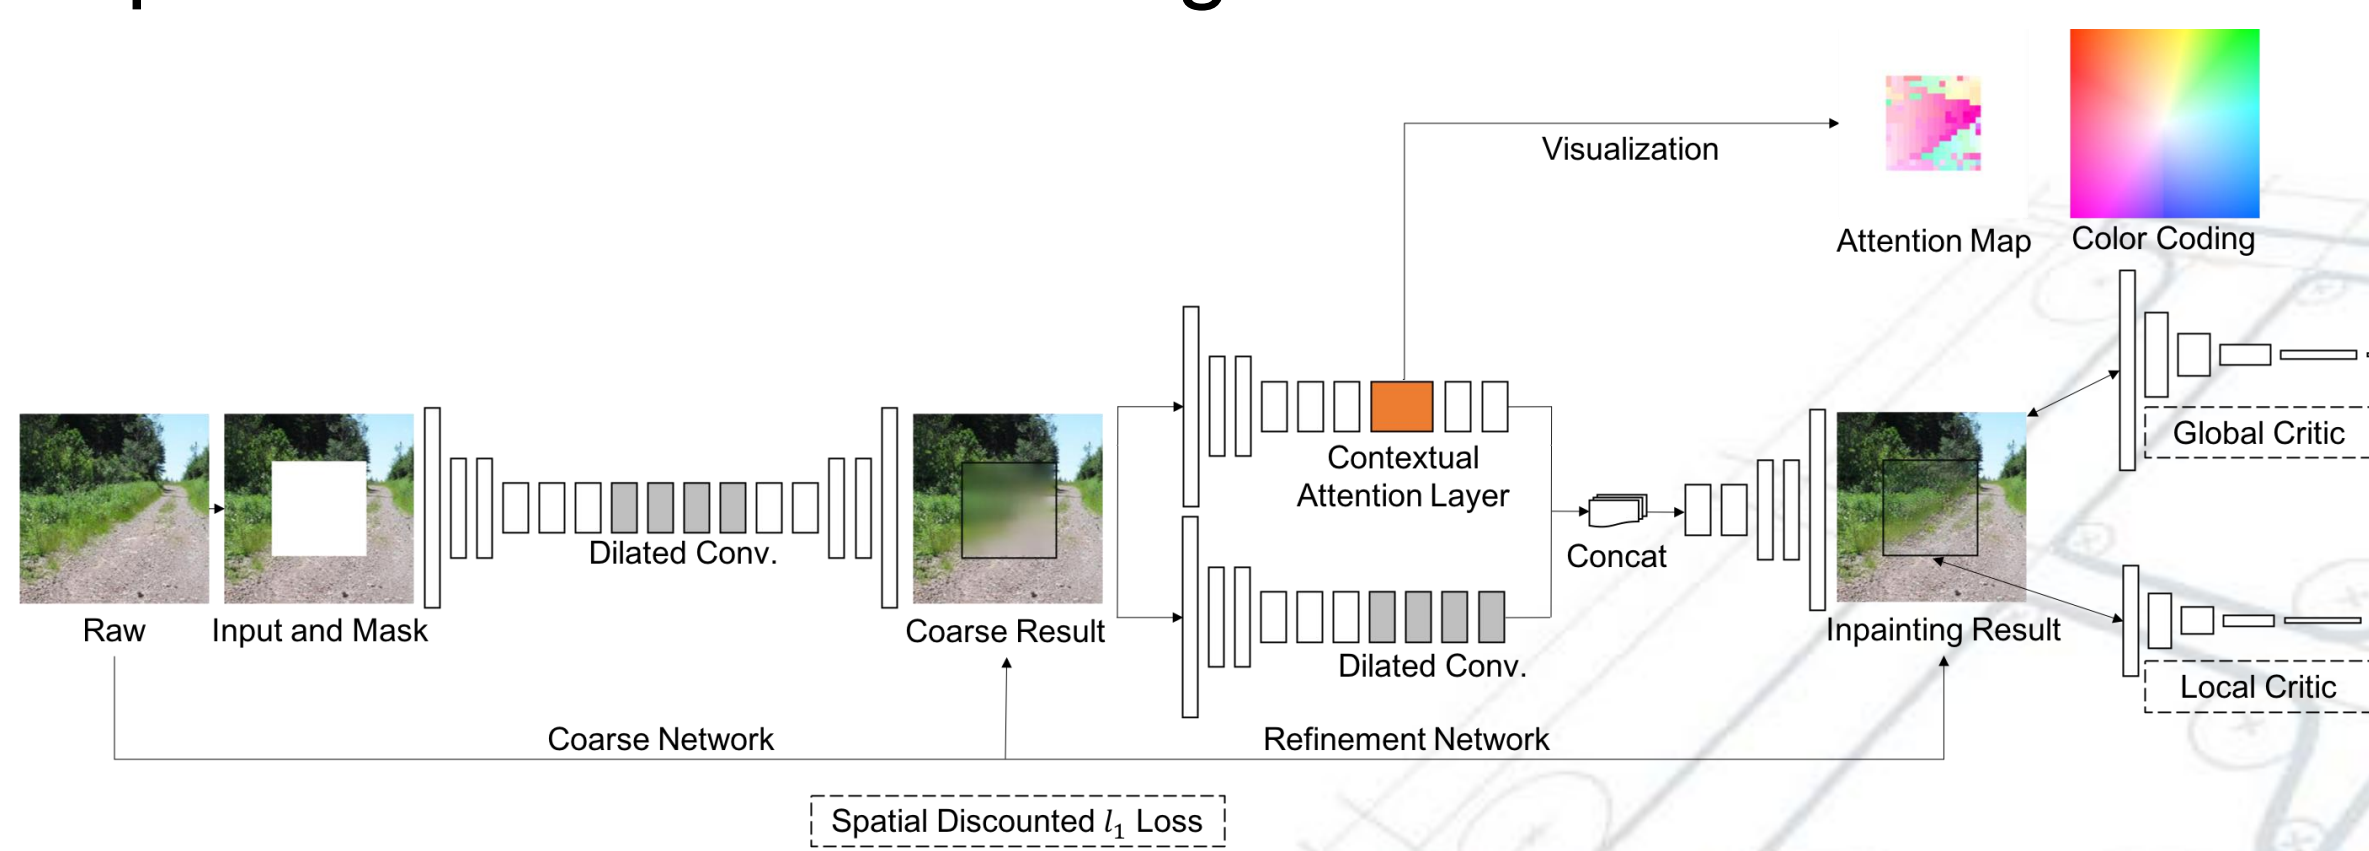 Visualization
Attention Map
Color Coding
Contextual
Attention Layer
Global Critic
Dilated Conv.
Concat
Raw
Input and Mask
Coarse Result
Inpainting Result
Dilated Conv.
Local Critic
Coarse Network
Refinement Network
Spatial Discounted l₁ Loss